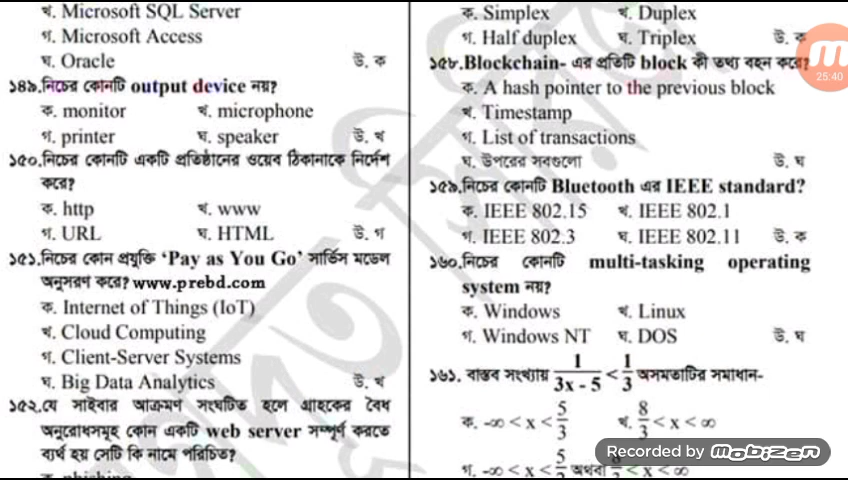 খ. Microsoft SQL Server
গ. Microsoft Access
ঘ. Oracle উ. ক
১৪৯.নিচের কোনটি output device নয়?
ক. monitor খ. microphone
গ. printer ঘ. speaker উ. খ
১৫০.নিচের কোনটি একটি প্রতিষ্ঠানের ওয়েব ঠিকানাকে নির্দেশ
করে?
ক. http খ. www
গ. URL ঘ. HTML উ. গ
১৫১.নিচের কোন প্রযুক্তি ‘Pay as You Go’ সার্ভিস মডেল
অনুসরণ করে? www.prebd.com
ক. Internet of Things (IoT)
খ. Cloud Computing
গ. Client-Server Systems
ঘ. Big Data Analytics উ. খ
১৫২.যে সাইবার আক্রমণ সংঘটিত হলে গ্রাহকের বৈধ
অনুরোধসমূহ কোন একটি web server সম্পূর্ণ করতে
ব্যর্থ হয় সেটি কি নামে পরিচিত?
ক. phishing
ক. Simplex খ. Duplex
গ. Half duplex ঘ. Triplex উ. ক
১৫৮.Blockchain- এর প্রতিটি block কী তথ্য বহন করে?
ক. A hash pointer to the previous block
খ. Timestamp
গ. List of transactions
ঘ. উপরের সবগুলো উ. ঘ
১৫৯.নিচের কোনটি Bluetooth এর IEEE standard?
ক. IEEE 802.15 খ. IEEE 802.1
গ. IEEE 802.3 ঘ. IEEE 802.11 উ. ক
১৬০.নিচের কোনটি multi-tasking operating
system নয়?
ক. Windows খ. Linux
গ. Windows NT ঘ. DOS উ. ঘ
১৬১. বাস্তব সংখ্যায় 1/(3x - 5) < 1/3 অসমতাটির সমাধান-
ক. -∞ < x < 5/3 খ. 8/3 < x < ∞
গ. -∞ < x < 5/3 অথবা 8/3 < x < ∞
25:40
Recorded by MOBIZEN